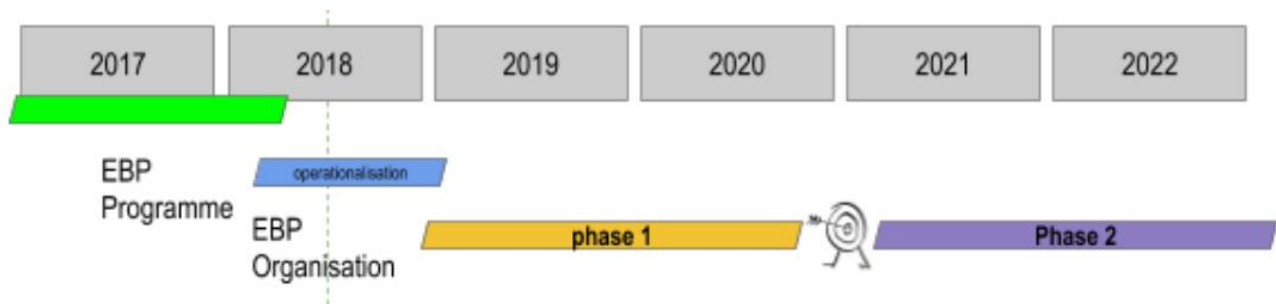 2017 2018 2019 2020 2021 2022
EBP
Programme
operationalisation
EBP
Organisation
phase 1
Phase 2